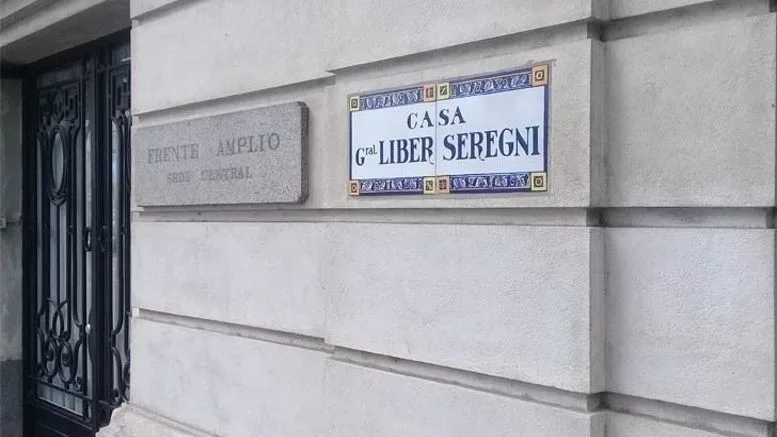 FRENTE AMPLIO
SEDE CENTRAL
CASA
Gral. LIBER SEREGNI